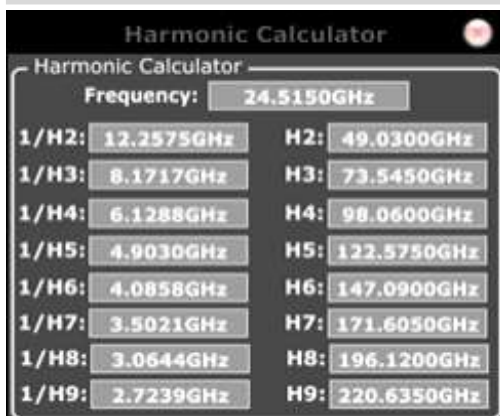 Harmonic Calculator
Harmonic Calculator
Frequency: 24.5150GHz
1/H2: 12.2575GHz H2: 49.0300GHz
1/H3: 8.1717GHz H3: 73.5450GHz
1/H4: 6.1288GHz H4: 98.0600GHz
1/H5: 4.9030GHz H5: 122.5750GHz
1/H6: 4.0858GHz H6: 147.0900GHz
1/H7: 3.5021GHz H7: 171.6050GHz
1/H8: 3.0644GHz H8: 196.1200GHz
1/H9: 2.7239GHz H9: 220.6350GHz